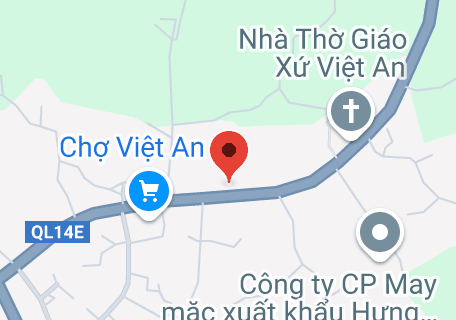 Nhà Thờ Giáo
Xứ Việt An
Chợ Việt An
QL14E
Công ty CP May
mặc xuất khẩu Hưng...